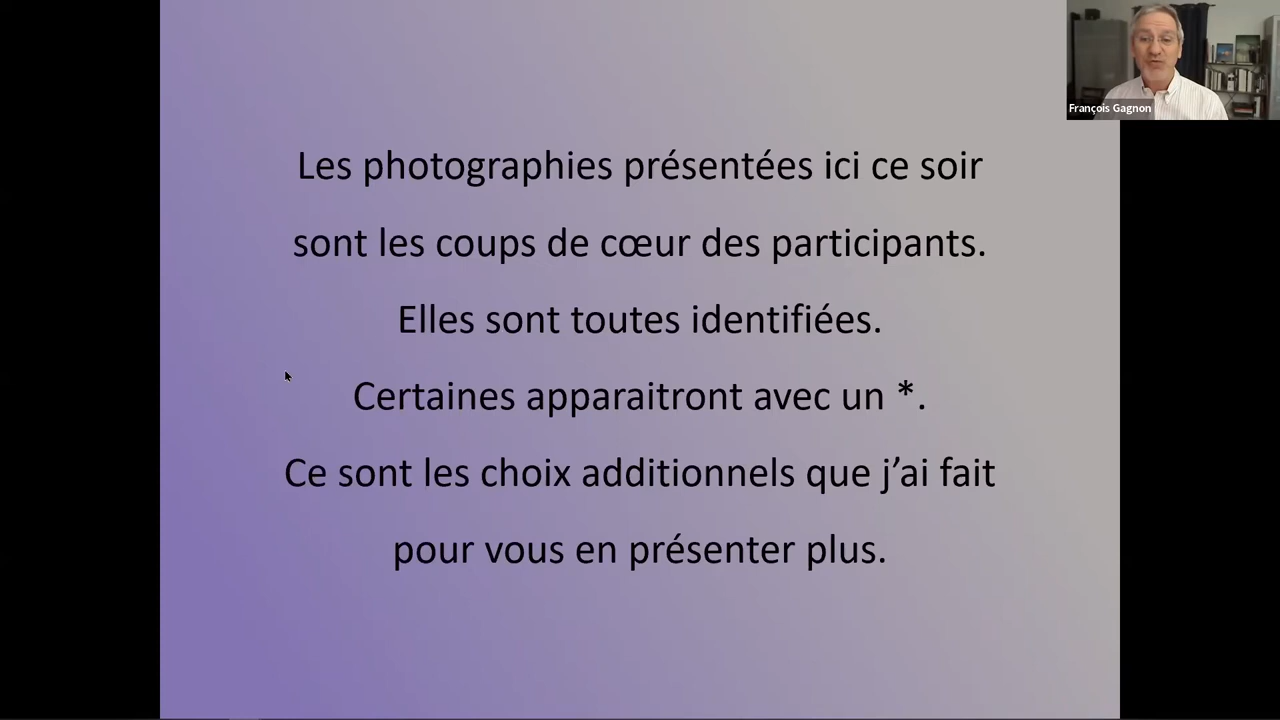 François Gagnon
Les photographies présentées ici ce soir
sont les coups de cœur des participants.
Elles sont toutes identifiées.
Certaines apparaitront avec un *.
Ce sont les choix additionnels que j’ai fait
pour vous en présenter plus.